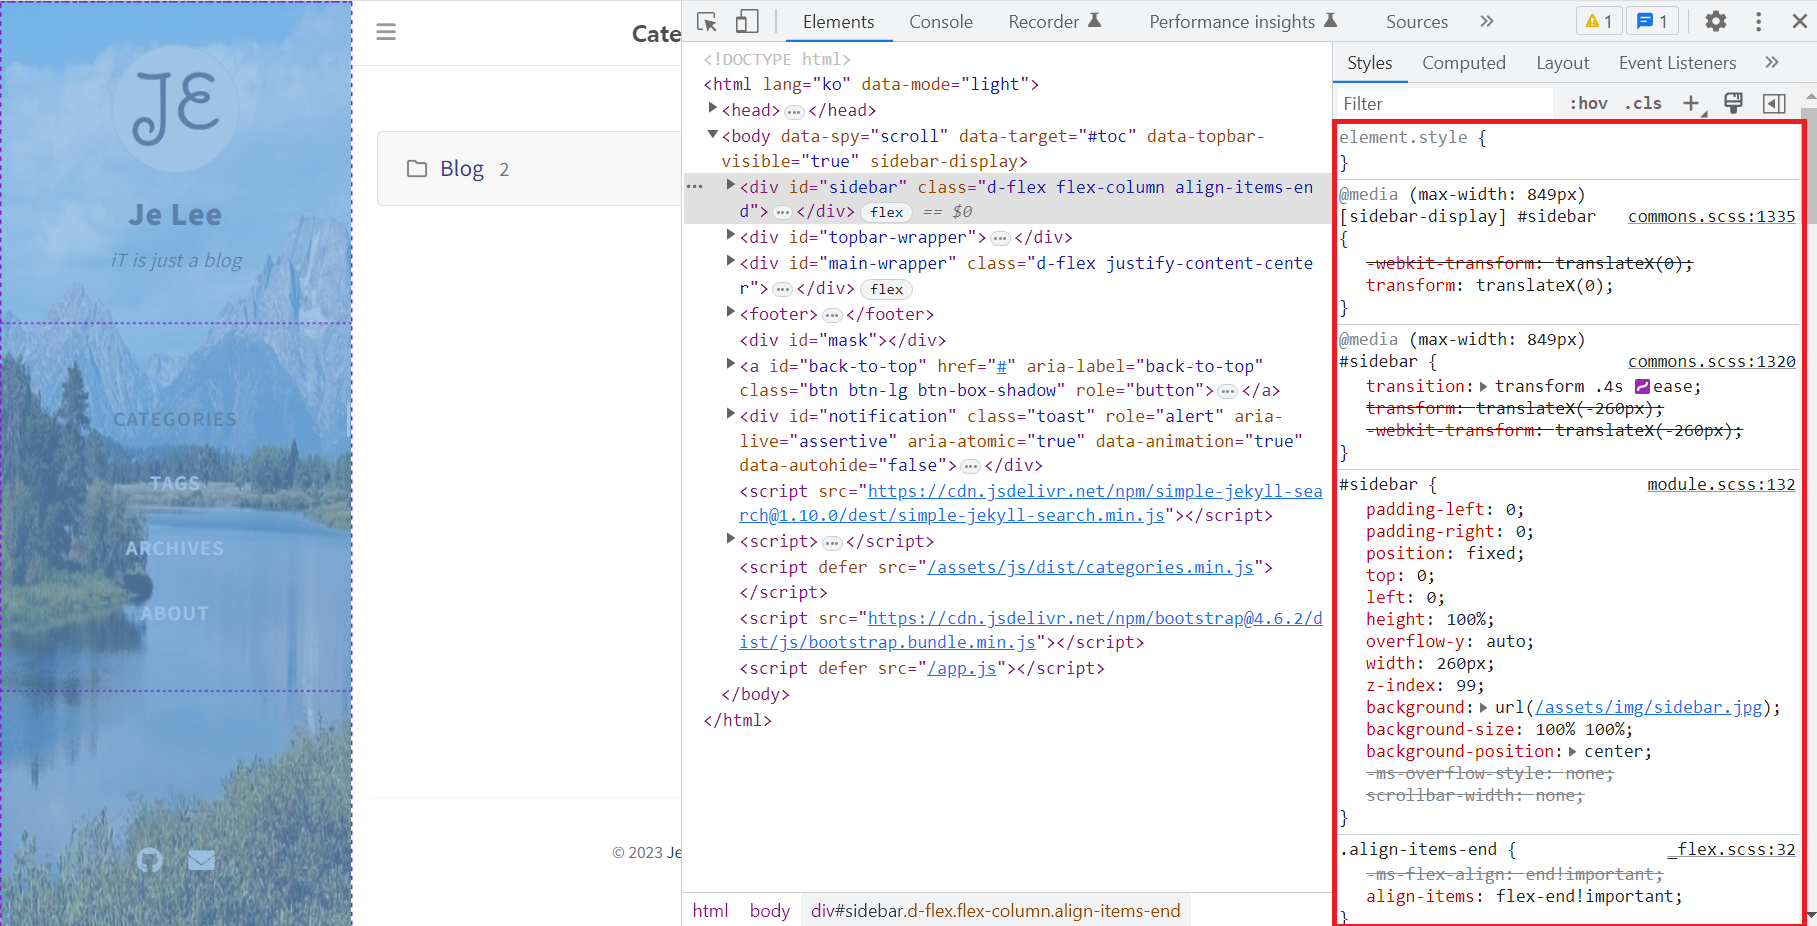 JE
Je Lee
iT is just a blog
CATEGORIES
TAGS
ARCHIVES
ABOUT
Cate
Blog 2
© 2023 Je
Elements Console Recorder Performance insights Sources » 1 1
<!DOCTYPE html>
<html lang="ko" data-mode="light">
<head> ••• </head>
<body data-spy="scroll" data-target="#toc" data-topbar-
visible="true" sidebar-display>
••• <div id="sidebar" class="d-flex flex-column align-items-en
d"> ••• </div> flex == $0
<div id="topbar-wrapper"> ••• </div>
<div id="main-wrapper" class="d-flex justify-content-cente
r"> ••• </div> flex
<footer> ••• </footer>
<div id="mask"></div>
<a id="back-to-top" href="#" aria-label="back-to-top"
class="btn btn-lg btn-box-shadow" role="button"> ••• </a>
<div id="notification" class="toast" role="alert" aria-
live="assertive" aria-atomic="true" data-animation="true"
data-autohide="false"> ••• </div>
<script src="https://cdn.jsdelivr.net/npm/simple-jekyll-sea
rch@1.10.0/dest/simple-jekyll-search.min.js"></script>
<script> ••• </script>
<script defer src="/assets/js/dist/categories.min.js">
</script>
<script src="https://cdn.jsdelivr.net/npm/bootstrap@4.6.2/d
ist/js/bootstrap.bundle.min.js"></script>
<script defer src="/app.js"></script>
</body>
</html>
html body div#sidebar.d-flex.flex-column.align-items-end
Styles Computed Layout Event Listeners »
Filter :hov .cls +
element.style {
}
@media (max-width: 849px)
[sidebar-display] #sidebar commons.scss:1335
{
-webkit-transform: translateX(0);
transform: translateX(0);
}
@media (max-width: 849px)
#sidebar { commons.scss:1320
transition: transform .4s ease;
transform: translateX(-260px);
-webkit-transform: translateX(-260px);
}
#sidebar { module.scss:132
padding-left: 0;
padding-right: 0;
position: fixed;
top: 0;
left: 0;
height: 100%;
overflow-y: auto;
width: 260px;
z-index: 99;
background: url(/assets/img/sidebar.jpg);
background-size: 100% 100%;
background-position: center;
-ms-overflow-style: none;
scrollbar-width: none;
}
.align-items-end { _flex.scss:32
-ms-flex-align: end!important;
align-items: flex-end!important;
}